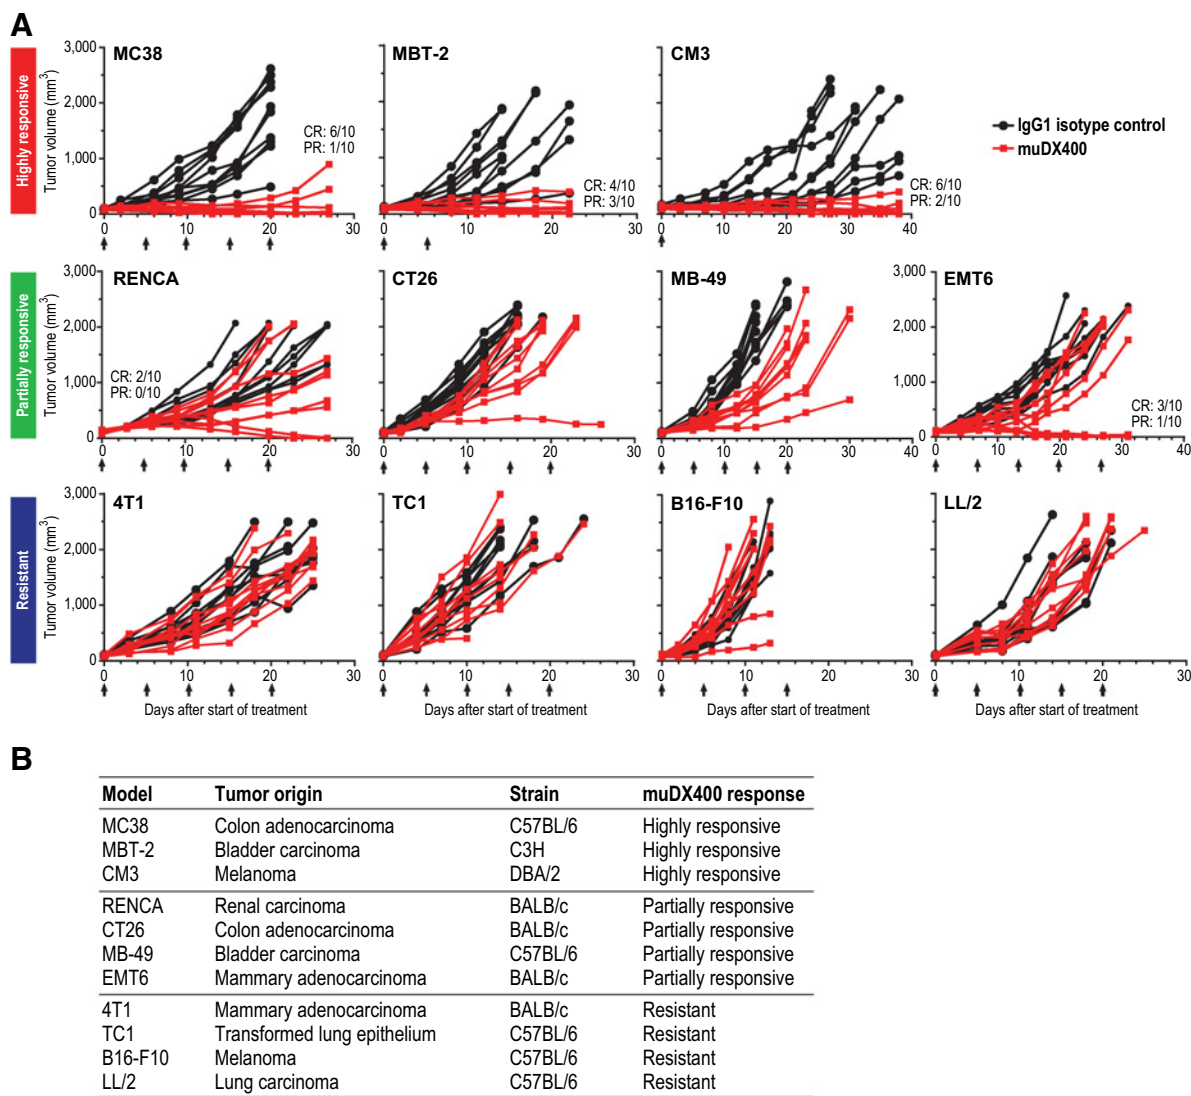 A
Highly responsive
Tumor volume (mm3)
3,000
2,000
1,000
0
MC38
CR: 6/10
PR: 1/10
0 10 20 30
MBT-2
CR: 4/10
PR: 3/10
0 10 20 30
CM3
CR: 6/10
PR: 2/10
0 10 20 30 40
IgG1 isotype control
muDX400
Partially responsive
Tumor volume (mm3)
3,000
2,000
1,000
0
RENCA
CR: 2/10
PR: 0/10
0 10 20 30
CT26
0 10 20 30
MB-49
0 10 20 30 40
3,000
2,000
1,000
0
EMT6
CR: 3/10
PR: 1/10
0 10 20 30 40
Resistant
Tumor volume (mm3)
3,000
2,000
1,000
0
4T1
0 10 20 30
Days after start of treatment
TC1
0 10 20 30
Days after start of treatment
B16-F10
0 10 20 30
Days after start of treatment
LL/2
0 10 20 30
Days after start of treatment
B
Model Tumor origin Strain muDX400 response
MC38 Colon adenocarcinoma C57BL/6 Highly responsive
MBT-2 Bladder carcinoma C3H Highly responsive
CM3 Melanoma DBA/2 Highly responsive
RENCA Renal carcinoma BALB/c Partially responsive
CT26 Colon adenocarcinoma BALB/c Partially responsive
MB-49 Bladder carcinoma C57BL/6 Partially responsive
EMT6 Mammary adenocarcinoma BALB/c Partially responsive
4T1 Mammary adenocarcinoma BALB/c Resistant
TC1 Transformed lung epithelium C57BL/6 Resistant
B16-F10 Melanoma C57BL/6 Resistant
LL/2 Lung carcinoma C57BL/6 Resistant